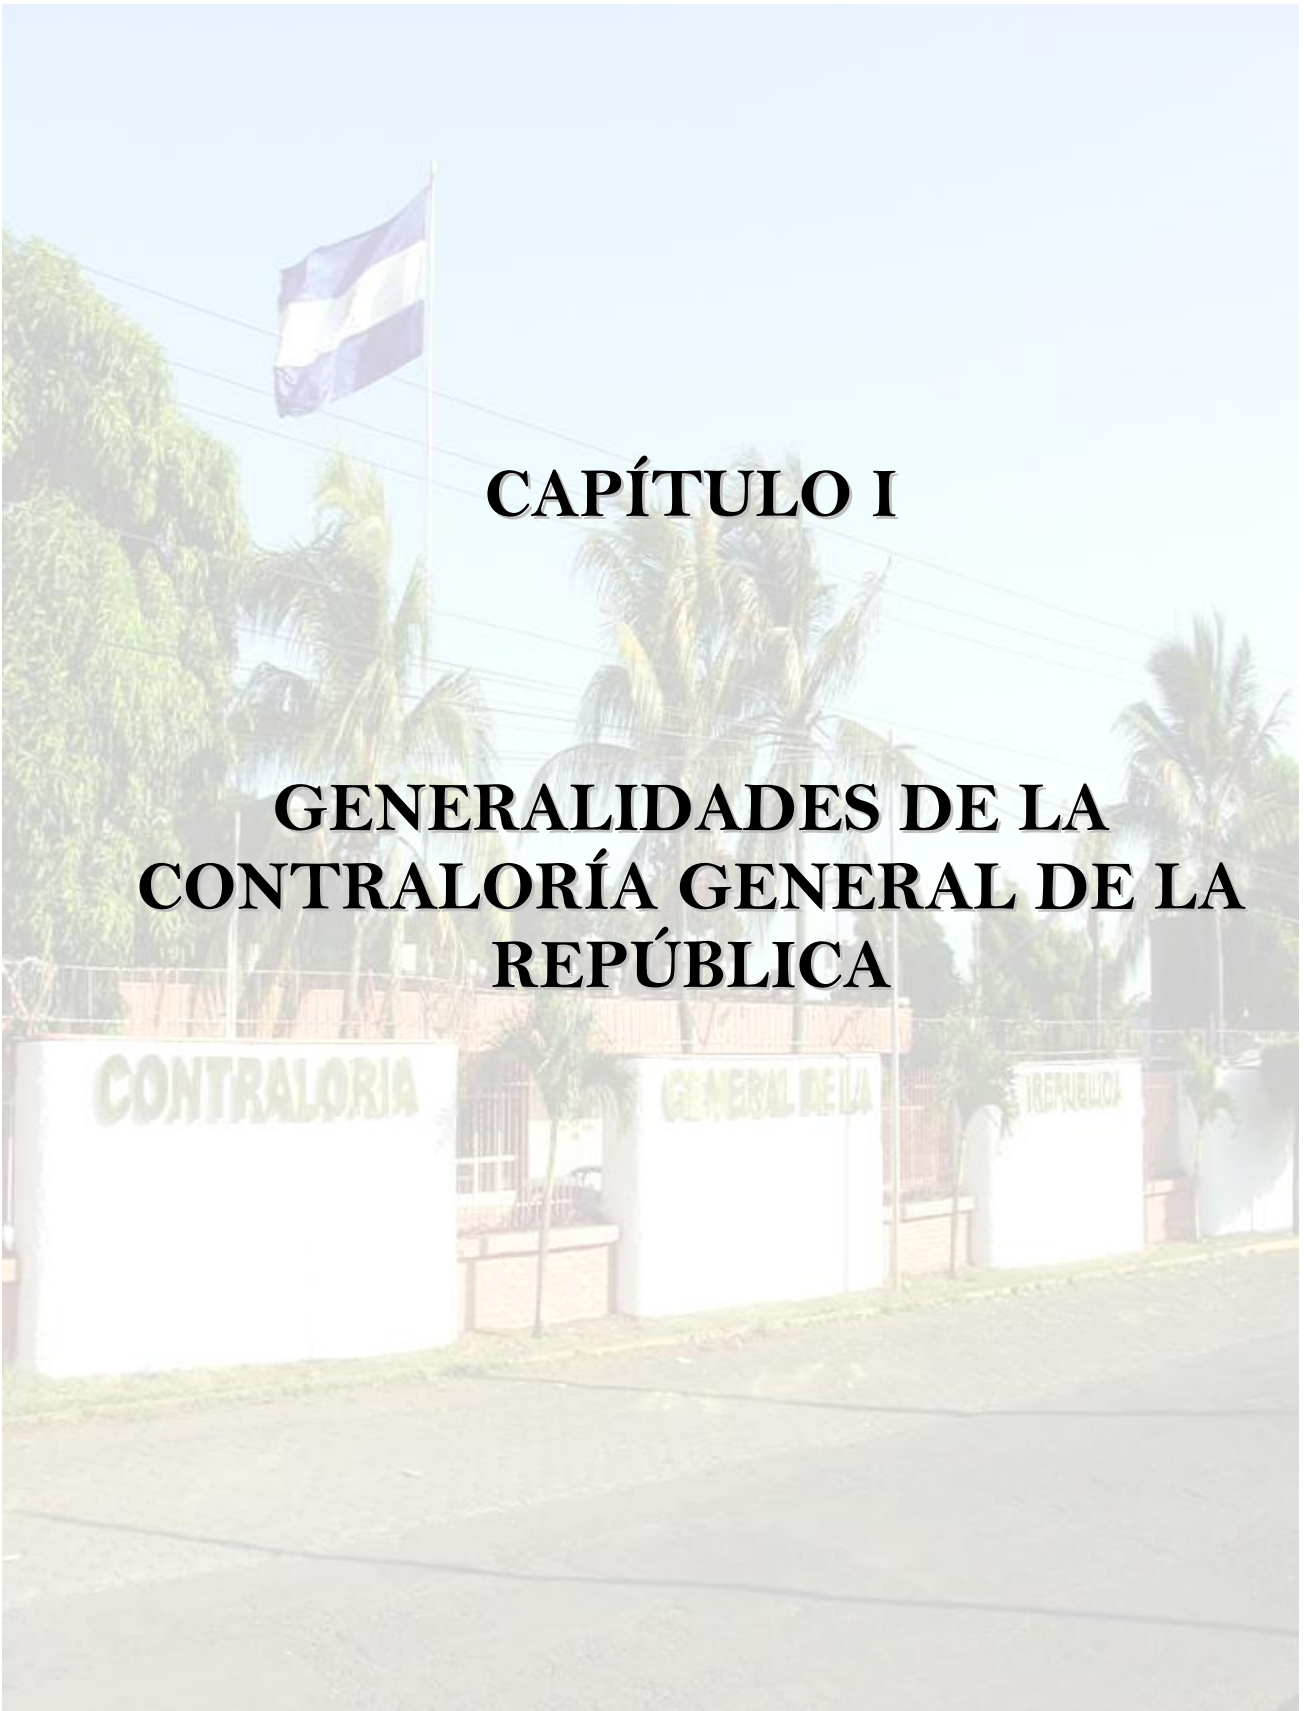 CAPÍTULO I
GENERALIDADES DE LA
CONTRALORÍA GENERAL DE LA
REPÚBLICA
CONTRALORIA
GENERAL DE LA
REPUBLICA